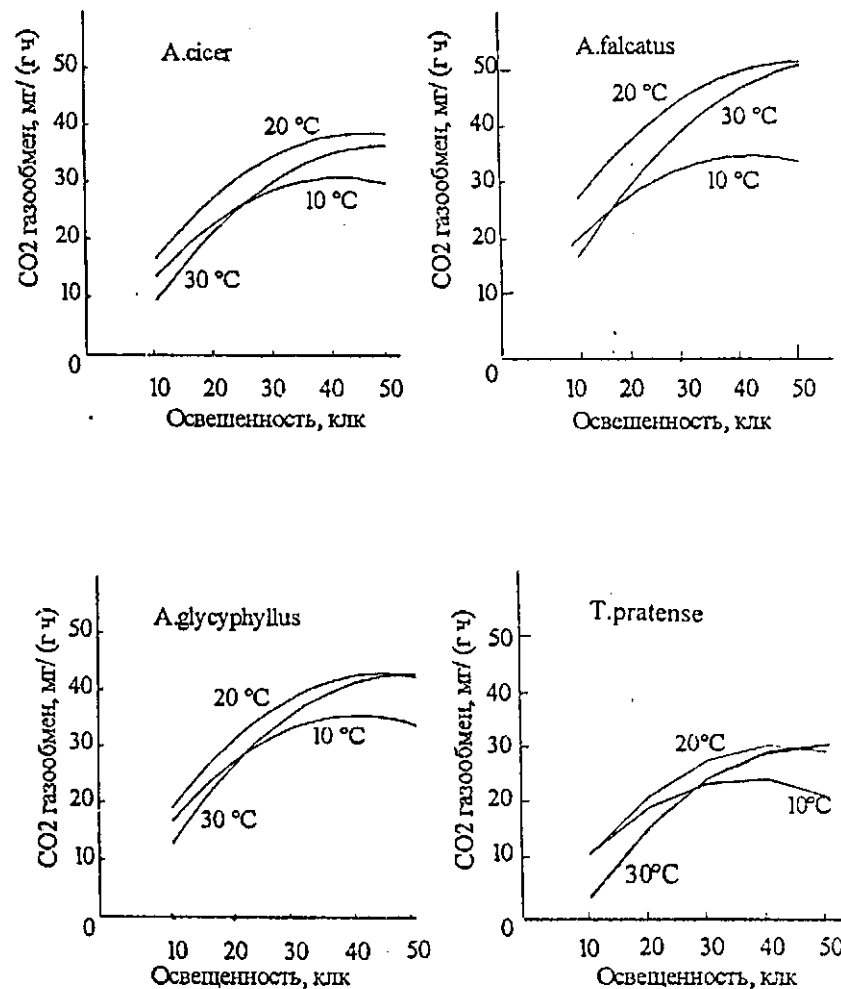 A.cicer
CO2 газообмен, мг/ (г ч)
50
40
30
20
10
0
20 °C
10 °C
30 °C
10 20 30 40 50
Освешенность, клк
A.falcatus
CO2 газообмен, мг/ (г ч)
50
40
30
20
10
0
20 °C
30 °C
10 °C
10 20 30 40 50
Освешенность, клк
A.glycyphyllus
CO2 газообмен, мг/ (г ч)
50
40
30
20
10
0
20 °C
10 °C
30 °C
10 20 30 40 50
Освещенность, клк
T.pratense
CO2 газообмен, мг/ (г ч)
50
40
30
20
10
0
20°C
10°C
30°C
10 20 30 40 50
Освещенность, клк